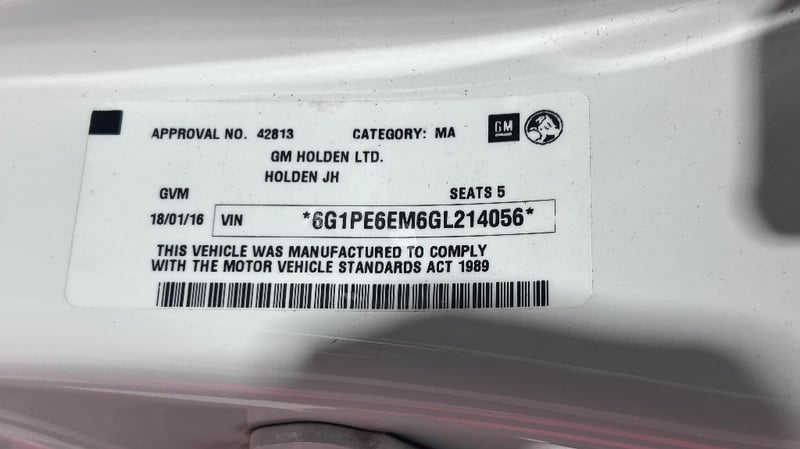 APPROVAL NO. 42813 CATEGORY: MA GM
GM HOLDEN LTD.
HOLDEN JH
GVM SEATS 5
18/01/16 VIN *6G1PE6EM6GL214056*
THIS VEHICLE WAS MANUFACTURED TO COMPLY
WITH THE MOTOR VEHICLE STANDARDS ACT 1989